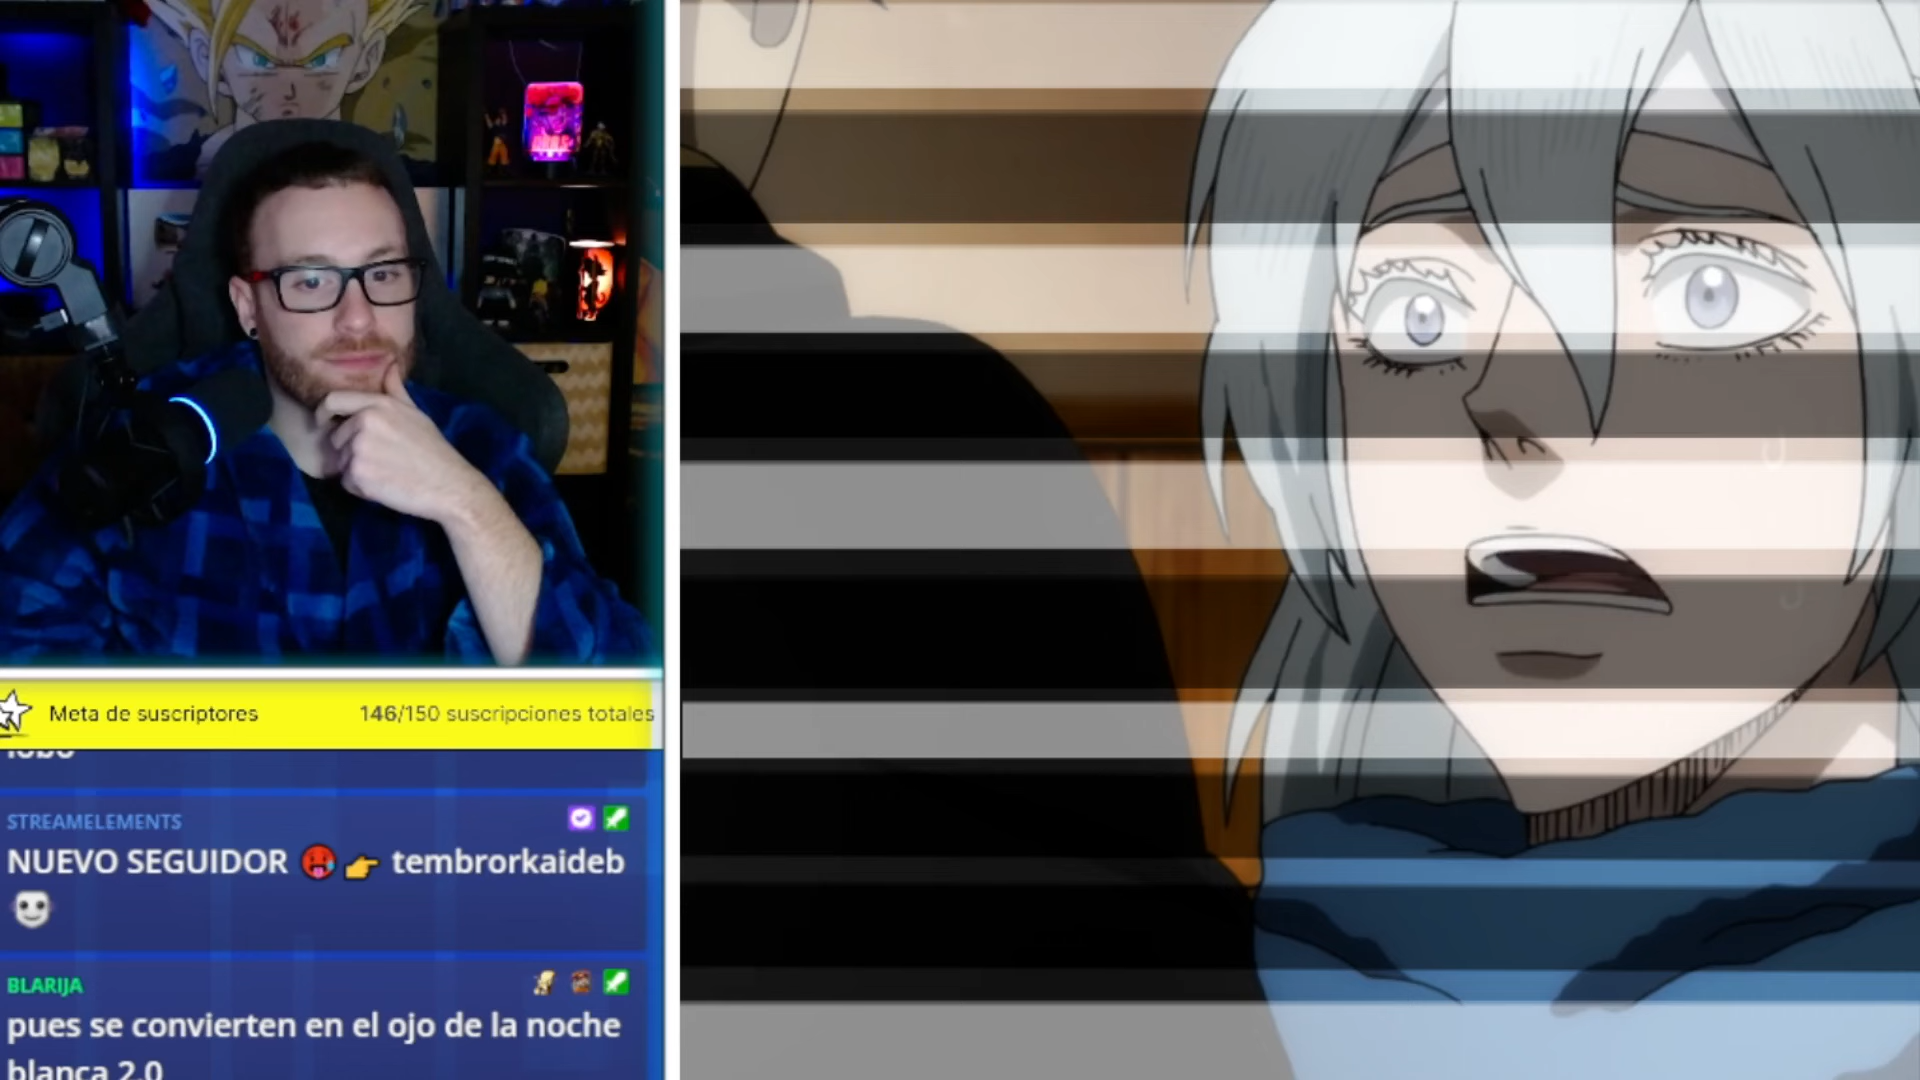 Meta de suscriptores 146/150 suscripciones totales
lobo
STREAMELEMENTS
NUEVO SEGUIDOR tembrorkaideb
BLARIJA
pues se convierten en el ojo de la noche
blanca 2.0